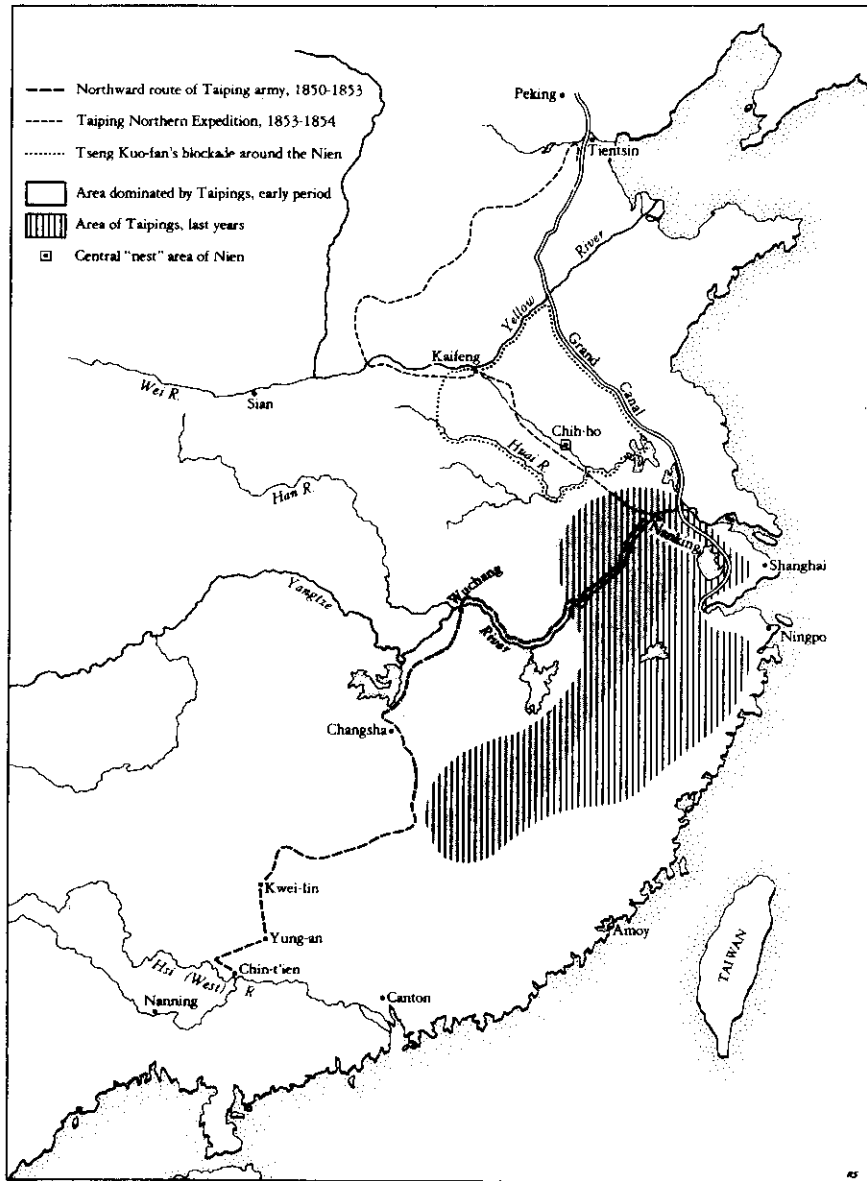 Northward route of Taiping army, 1850-1853
Taiping Northern Expedition, 1853-1854
Tseng Kuo-fan's blockade around the Nien
Area dominated by Taipings, early period
Area of Taipings, last years
Central "nest" area of Nien
Peking
Tientsin
Yellow River
Kaifeng
Grand Canal
Wei R.
Sian
Chih-ho
Huai R.
Han R.
Nanking
Shanghai
Yangtze River
Wuchang
Ningpo
Changsha
Kwei-lin
Yung-an
Amoy
TAIWAN
Hsi (West) R
Chin-t'ien
Nanning
Canton
RS